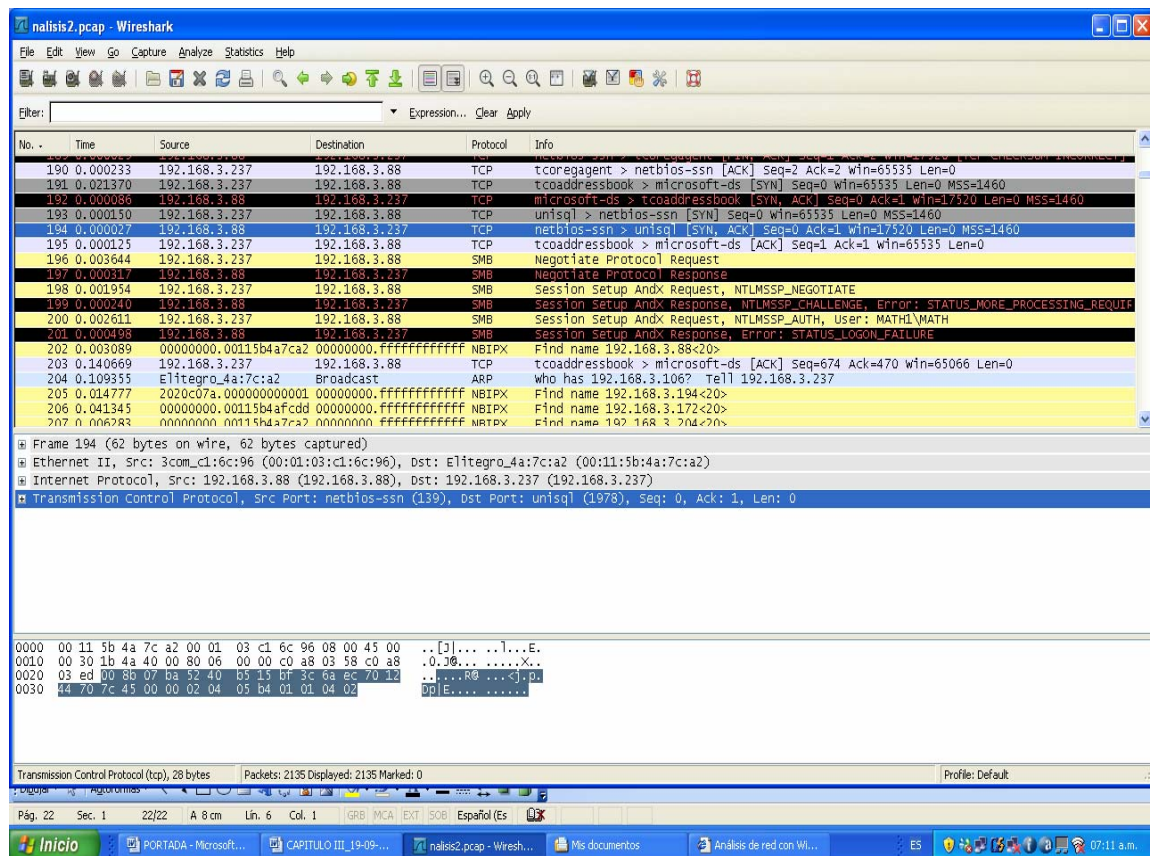 nalisis2.pcap - Wireshark
File Edit View Go Capture Analyze Statistics Help
Filter: Expression... Clear Apply
No. . Time Source Destination Protocol Info
190 0.000233 192.168.3.237 192.168.3.88 TCP tcoregagent > netbios-ssn [ACK] Seq=2 Ack=2 Win=65535 Len=0
191 0.021370 192.168.3.237 192.168.3.88 TCP tcoaddressbook > microsoft-ds [SYN] Seq=0 Win=65535 Len=0 MSS=1460
192 0.000086 192.168.3.88 192.168.3.237 TCP microsoft-ds > tcoaddressbook [SYN, ACK] Seq=0 Ack=1 Win=17520 Len=0 MSS=1460
193 0.000150 192.168.3.237 192.168.3.88 TCP unisql > netbios-ssn [SYN] Seq=0 Win=65535 Len=0 MSS=1460
194 0.000027 192.168.3.88 192.168.3.237 TCP netbios-ssn > unisql [SYN, ACK] Seq=0 Ack=1 Win=17520 Len=0 MSS=1460
195 0.000125 192.168.3.237 192.168.3.88 TCP tcoaddressbook > microsoft-ds [ACK] Seq=1 Ack=1 Win=65535 Len=0
196 0.003644 192.168.3.237 192.168.3.88 SMB Negotiate Protocol Request
197 0.000317 192.168.3.88 192.168.3.237 SMB Negotiate Protocol Response
198 0.001954 192.168.3.237 192.168.3.88 SMB Session Setup AndX Request, NTLMSSP_NEGOTIATE
199 0.000240 192.168.3.88 192.168.3.237 SMB Session Setup AndX Response, NTLMSSP_CHALLENGE, Error: STATUS_MORE_PROCESSING_REQUIR
200 0.002611 192.168.3.237 192.168.3.88 SMB Session Setup AndX Request, NTLMSSP_AUTH, User: MATH1\MATH
201 0.000498 192.168.3.88 192.168.3.237 SMB Session Setup AndX Response, Error: STATUS_LOGON_FAILURE
202 0.003089 00000000.00115b4a7ca2 00000000.ffffffffffff NBIPX Find name 192.168.3.88<20>
203 0.140669 192.168.3.237 192.168.3.88 TCP tcoaddressbook > microsoft-ds [ACK] Seq=674 Ack=470 Win=65066 Len=0
204 0.109355 Elitegro_4a:7c:a2 Broadcast ARP Who has 192.168.3.106? Tell 192.168.3.237
205 0.014777 2020c07a.000000000001 00000000.ffffffffffff NBIPX Find name 192.168.3.194<20>
206 0.041345 00000000.00115b4afcdd 00000000.ffffffffffff NBIPX Find name 192.168.3.172<20>
207 0.006283 00000000.00115b4a7ca2 00000000.ffffffffffff NBIPX Find name 192.168.3.204<20>
Frame 194 (62 bytes on wire, 62 bytes captured)
Ethernet II, Src: 3com_c1:6c:96 (00:01:03:c1:6c:96), Dst: Elitegro_4a:7c:a2 (00:11:5b:4a:7c:a2)
Internet Protocol, Src: 192.168.3.88 (192.168.3.88), Dst: 192.168.3.237 (192.168.3.237)
Transmission Control Protocol, Src Port: netbios-ssn (139), Dst Port: unisql (1978), Seq: 0, Ack: 1, Len: 0
0000 00 11 5b 4a 7c a2 00 01 03 c1 6c 96 08 00 45 00 ..[J|... ..l...E.
0010 00 30 1b 4a 40 00 80 06 00 00 c0 a8 03 58 c0 a8 .0.J@... .....X..
0020 03 ed 00 8b 07 ba 52 40 b5 15 bf 3c 6a ec 70 12 ......R@ ...<j.p.
0030 44 70 7c 45 00 00 02 04 05 b4 01 01 04 02 Dp|E.... ......
Transmission Control Protocol (tcp), 28 bytes Packets: 2135 Displayed: 2135 Marked: 0 Profile: Default
Pág. 22 Sec. 1 22/22 A 8 cm Lín. 6 Col. 1 GRB MCA EXT SOB Español (Es
Inicio PORTADA - Microsoft... CAPITULO III_19-09-... nalisis2.pcap - Wiresh... Mis documentos Análisis de red con Wi... ES 07:11 a.m.